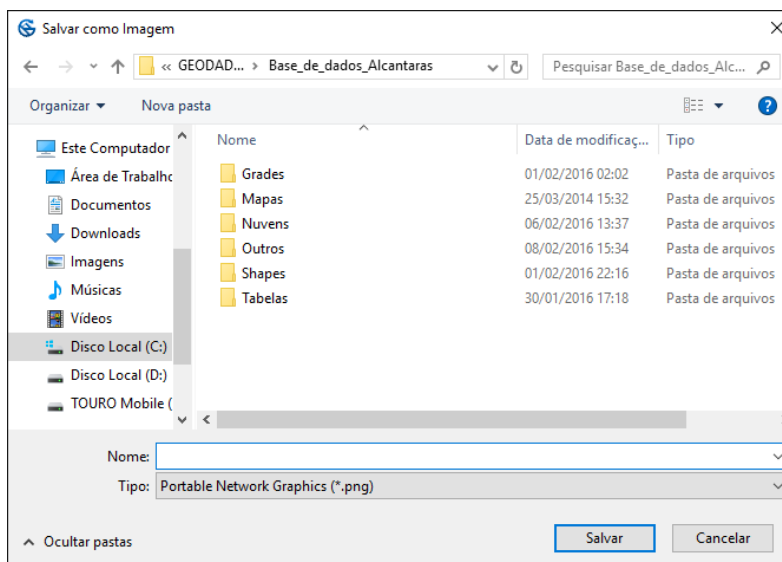 Salvar como Imagem
« GEODAD... › Base_de_dados_Alcantaras
Pesquisar Base_de_dados_Alc...
Organizar
Nova pasta
?
Este Computador
Área de Trabalho
Documentos
Downloads
Imagens
Músicas
Vídeos
Disco Local (C:)
Disco Local (D:)
TOURO Mobile (
Nome Data de modificaç... Tipo
Grades 01/02/2016 02:02 Pasta de arquivos
Mapas 25/03/2014 15:32 Pasta de arquivos
Nuvens 06/02/2016 13:37 Pasta de arquivos
Outros 08/02/2016 15:34 Pasta de arquivos
Shapes 01/02/2016 22:16 Pasta de arquivos
Tabelas 30/01/2016 17:18 Pasta de arquivos
Nome:
Tipo: Portable Network Graphics (*.png)
Ocultar pastas
Salvar
Cancelar